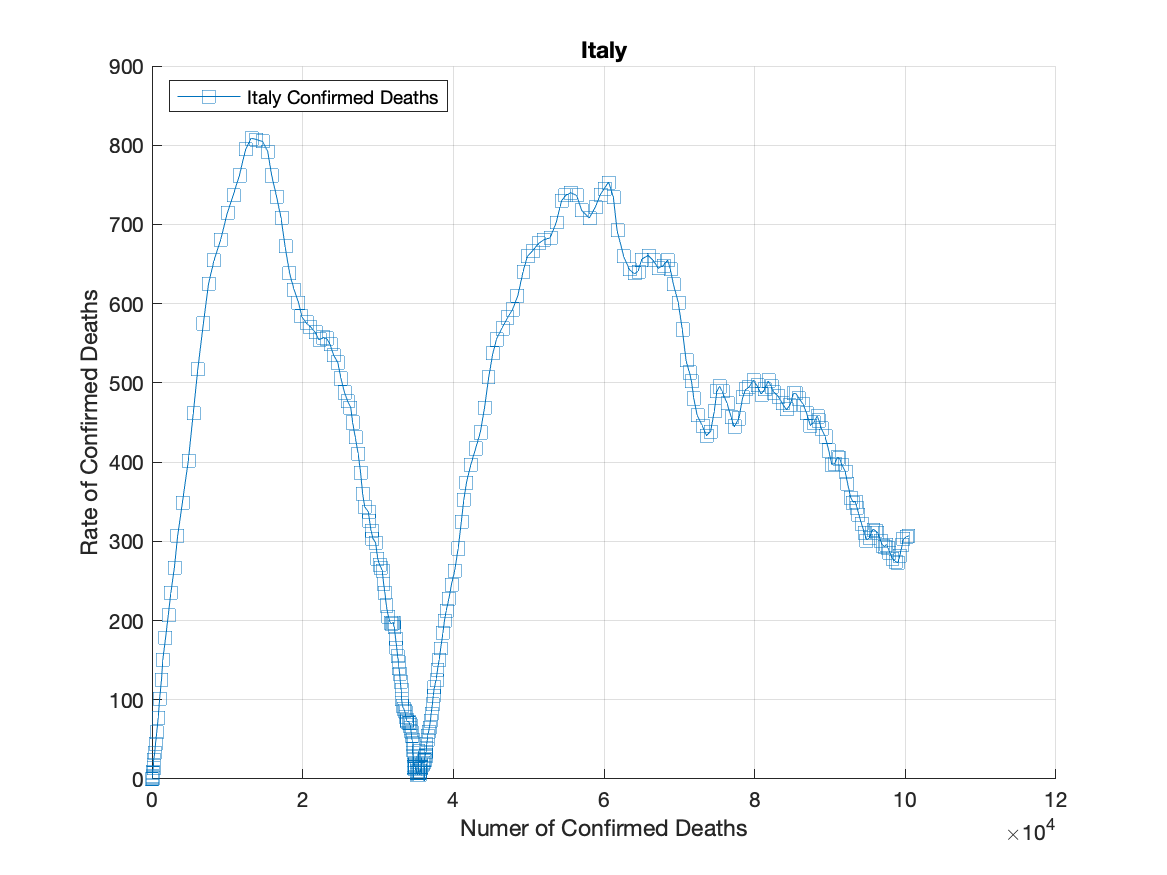 Italy
Italy Confirmed Deaths
900
800
700
600
500
400
300
200
100
0
Rate of Confirmed Deaths
0 2 4 6 8 10 12
Numer of Confirmed Deaths
×10⁴